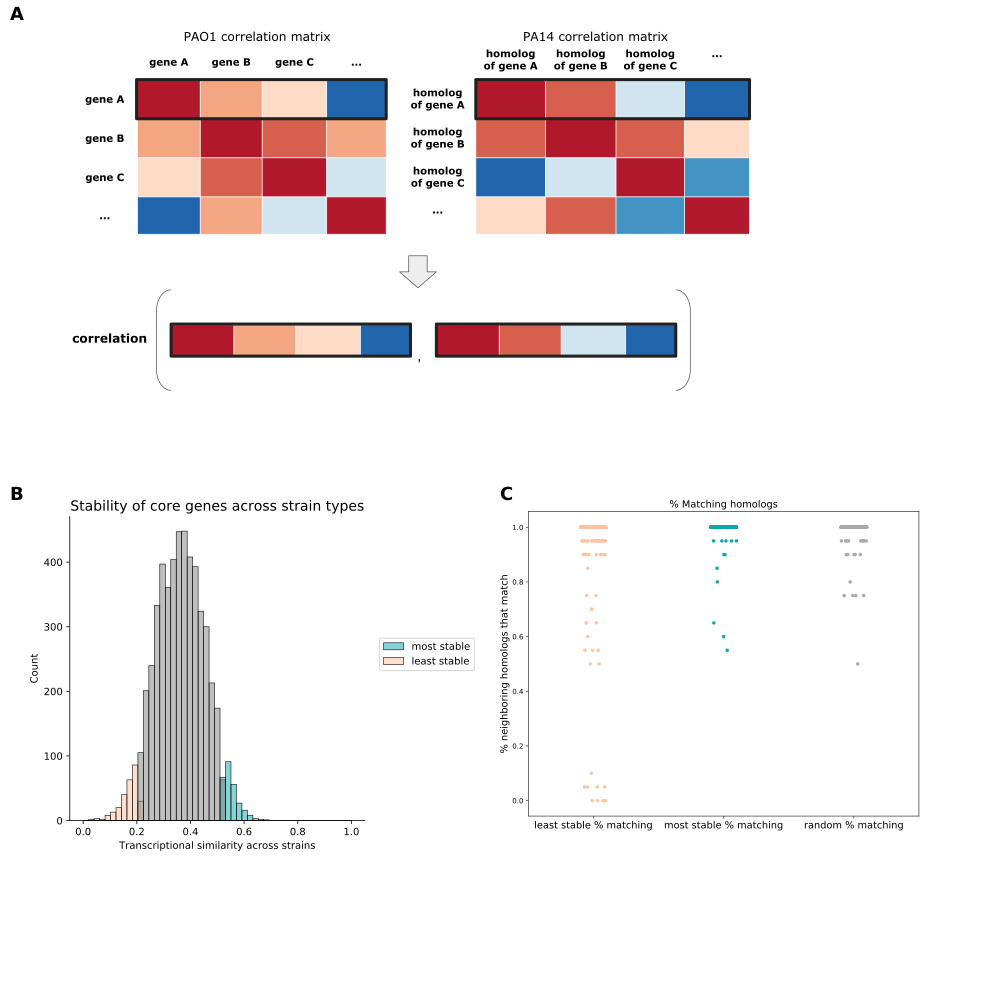 A
PAO1 correlation matrix
gene A gene B gene C ...
gene A
gene B
gene C
...
PA14 correlation matrix
homolog of gene A
homolog of gene B
homolog of gene C
...
homolog
of gene A
homolog
of gene B
homolog
of gene C
...
correlation
,
B
Stability of core genes across strain types
Count
400
300
200
100
0
0.0 0.2 0.4 0.6 0.8 1.0
Transcriptional similarity across strains
most stable
least stable
C
% Matching homologs
% neighboring homologs that match
1.0
0.8
0.6
0.4
0.2
0.0
least stable % matching most stable % matching random % matching